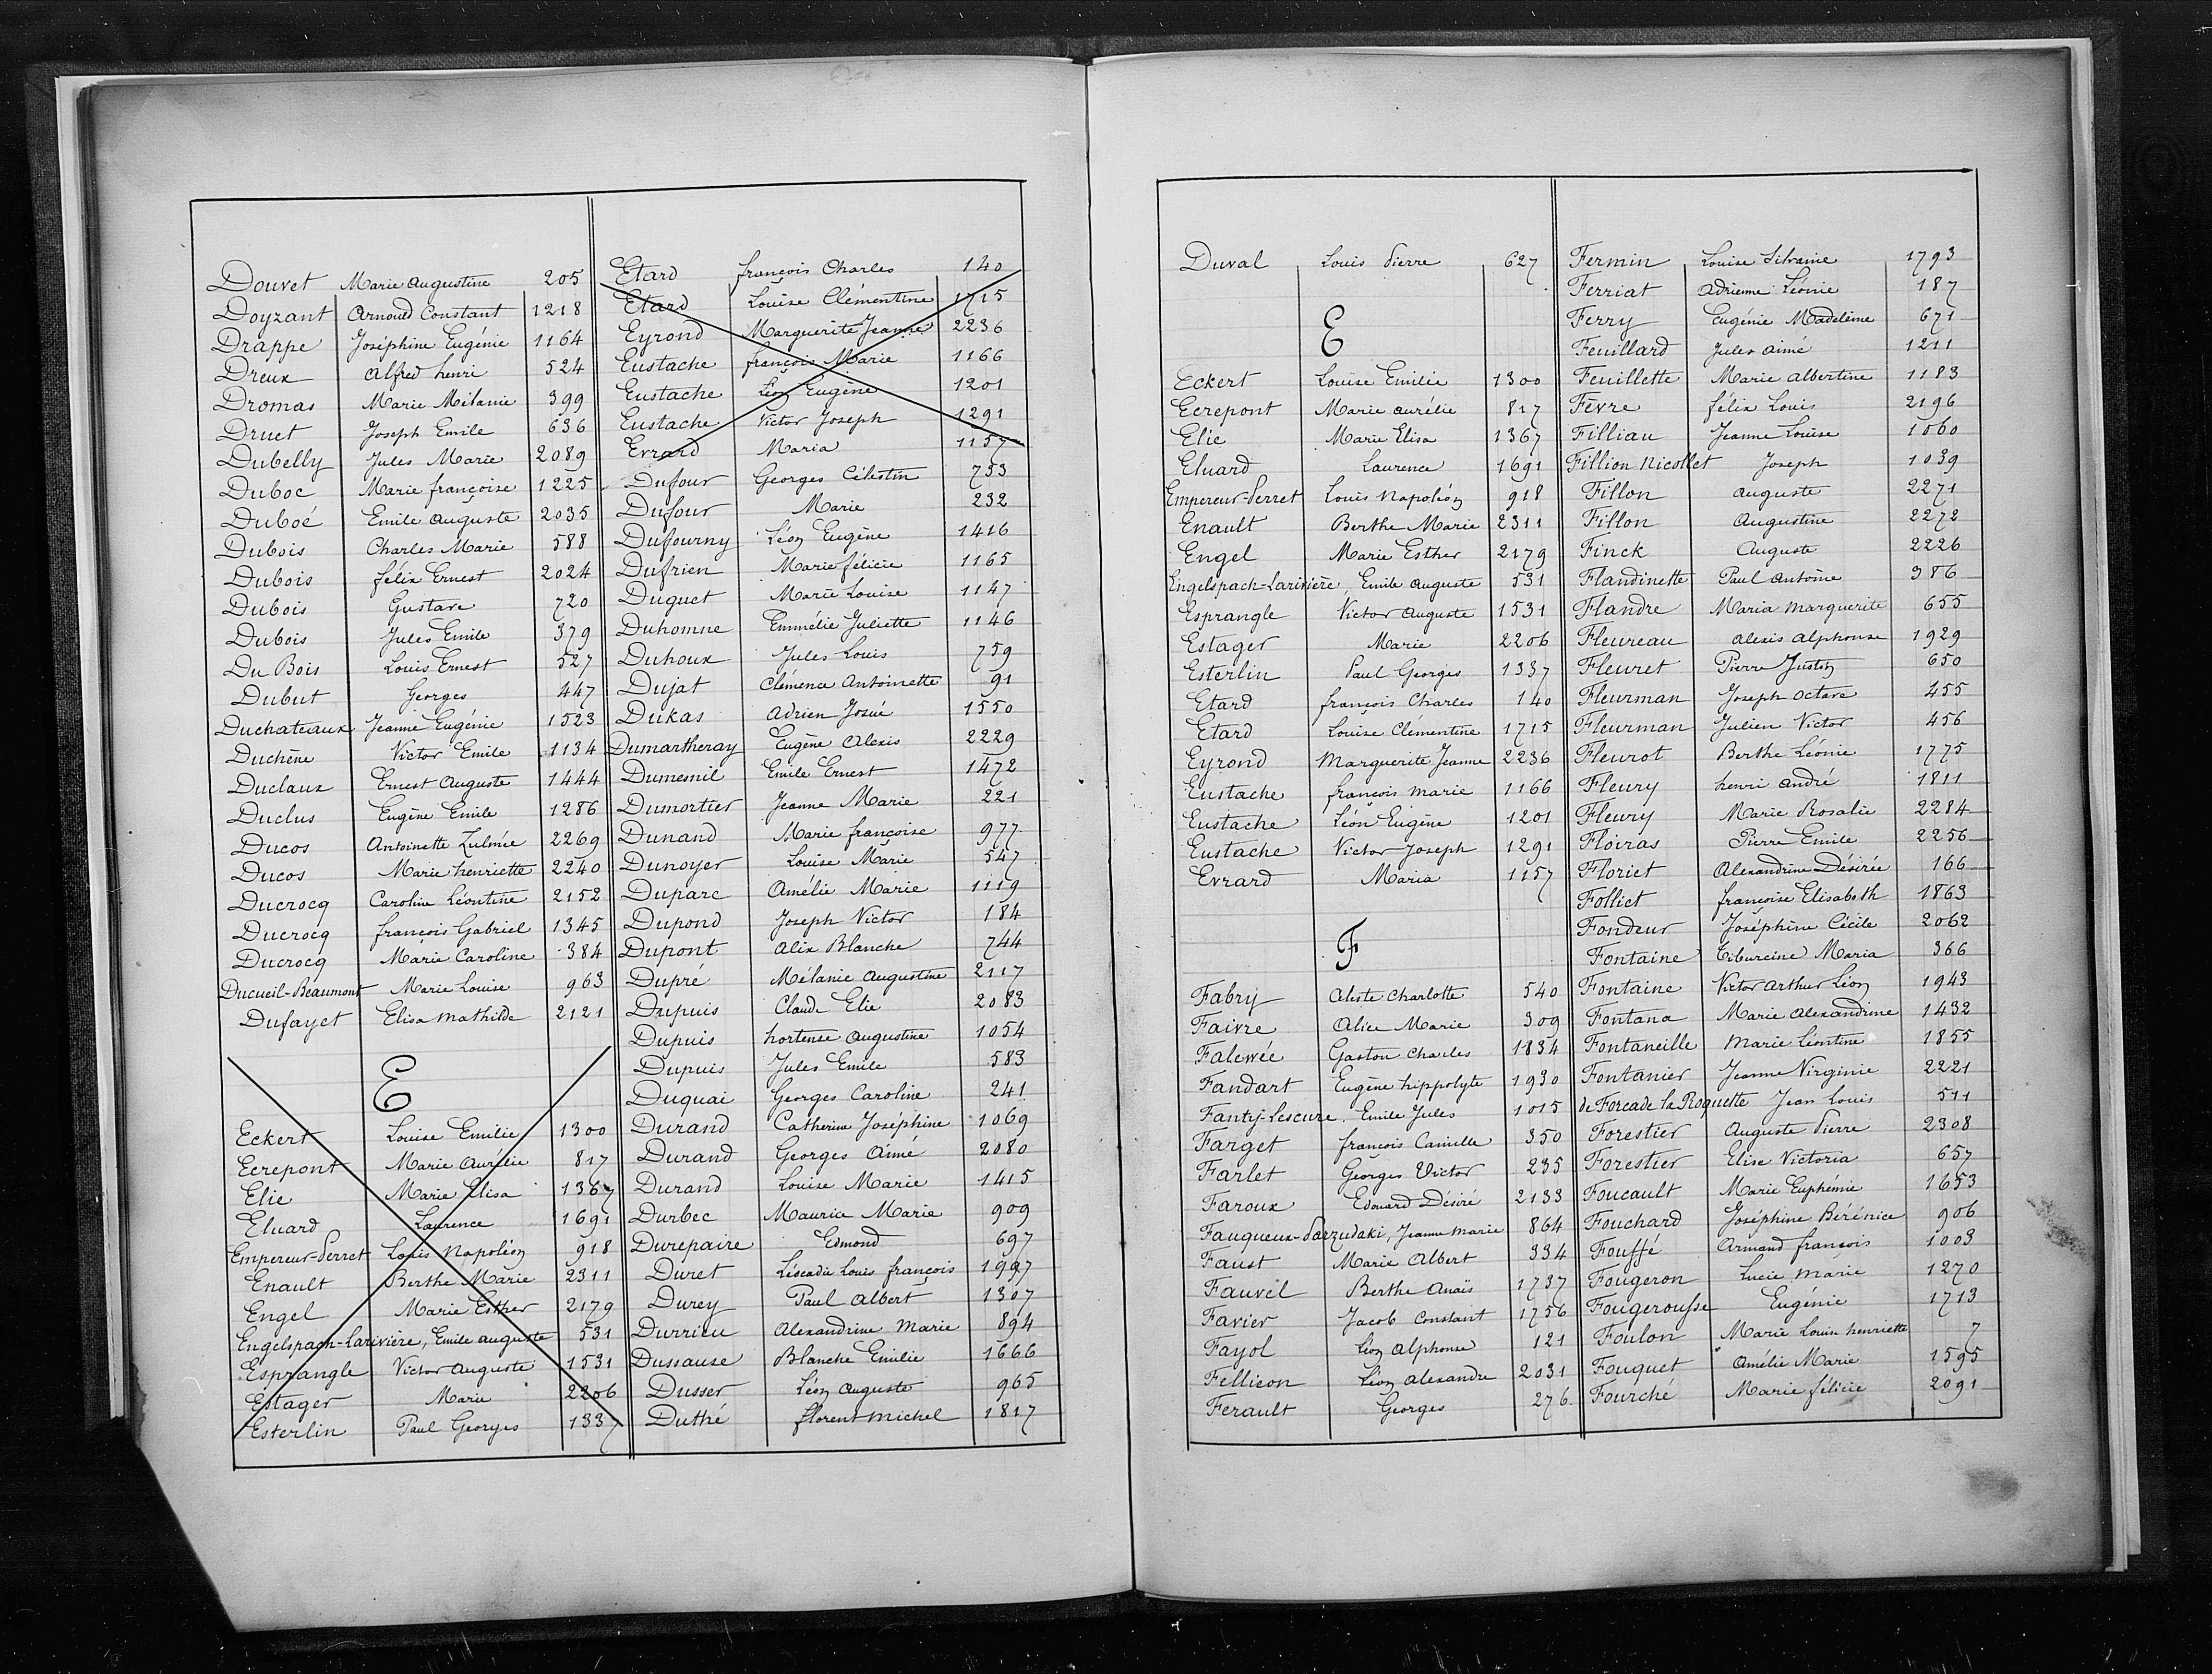 Douvet Marie Augustine 205
Doyzant Arnould Constant 1218
Drappe Joséphine Eugénie 1164
Dreux Alfred henri 524
Dromas Marie Mélanie 399
Druet Joseph Emile 636
Dubelly Jules Marie 2089
Duboc Marie françoise 1225
Duboé Emile Auguste 2035
Dubois Charles Marie 588
Dubois félix Ernest 2024
Dubois Gustave 720
Dubois Jules Emile 379
Du Bois Louis Ernest 527
Dubut Georges 447
Duchateaux Jeanne Eugénie 1523
Duchêne Victor Emile 1134
Duclaux Ernest Auguste 1444
Duclus Eugène Emile 1286
Ducos Antoinette Zulmée 2269
Ducos Marie henriette 2240
Ducrocq Caroline Léontine 2152
Ducrocq françois Gabriel 1345
Ducrocq Marie Caroline 384
Ducueil-Beaumont Marie Louise 963
Dufayet Elisa Mathilde 2121
E
Eckert Louise Emilie 1300
Ecrepont Marie Aurélie 817
Elie Marie Elisa 1367
Eluard Laurence 1691
Empereur-Perret Louis Napoléon 918
Enault Berthe Marie 2311
Engel Marie Esther 2179
Engelspach-Larivière, Emile Auguste 531
Esprangle Victor Auguste 1531
Estager Marie 2206
Esterlin Paul Georges 1337
Etard françois Charles 140
Etard Louise Clémentine 1715
Eyrond Marguerite Jeanne 2236
Eustache françois Marie 1166
Eustache Léon Eugène 1201
Eustache Victor Joseph 1291
Evrard Maria 1157
Dufour Georges Célestin 753
Dufour Marie 232
Dufourny Léon Eugène 1416
Dufrien Marie félicie 1165
Duguet Marie Louise 1147
Duhomne Emmélie Juliette 1146
Duhoux Jules Louis 759
Dujat Clémence Antoinette 91
Dukas Adrien Josué 1550
Dumartheray Eugène Alexis 2229
Dumesnil Emile Ernest 1472
Dumortier Jeanne Marie 221
Dunand Marie françoise 977
Dunoyer Louise Marie 547
Duparc Amélie Marie 1119
Dupond Joseph Victor 184
Dupont Alix Blanche 744
Dupré Mélanie Augustine 2117
Dupuis Claude Elie 2083
Dupuis hortense Augustine 1054
Dupuis Jules Emile 583
Duquai Georges Caroline 241
Durand Catherine Joséphine 1069
Durand Georges Aimé 2080
Durand Louise Marie 1415
Durbec Maurice Marie 909
Durepaire Edmond 697
Duret Léocadie Louis françois 1997
Durey Paul Albert 1307
Durrieu Alexandrine Marie 894
Dussause Blanche Emilie 1666
Dusser Léon Auguste 965
Duthé florent Michel 1817
Duval Louis Pierre 627
E
Eckert Louise Emilie 1300
Ecrepont Marie Aurélie 817
Elie Marie Elisa 1367
Eluard Laurence 1691
Empereur-Perret Louis Napoléon 918
Enault Berthe Marie 2311
Engel Marie Esther 2179
Engelspach-Larivière Emile Auguste 531
Esprangle Victor Auguste 1531
Estager Marie 2206
Esterlin Paul Georges 1337
Etard françois Charles 140
Etard Louise Clémentine 1715
Eyrond Marguerite Jeanne 2236
Eustache françois marie 1166
Eustache Léon Eugène 1201
Eustache Victor Joseph 1291
Evrard Maria 1157
F
Fabry Céleste Charlotte 540
Faivre Alice Marie 309
Falewée Gaston Charles 1834
Fandart Eugène hippolyte 1930
Fanty-Lescure Emile Jules 1015
Farget françois Camille 350
Farlet Georges Victor 235
Faroux Edouard Désiré 2133
Fauqueux-Parzudaki, Jeanne Marie 864
Faust Marie Albert 334
Fauvel Berthe Anaïs 1737
Favier Jacob Constant 1756
Fayol Léon Alphonse 121
Fellieon Léon Alexandre 2031
Ferault Georges 276
Fermin Louise Silvanie 1793
Ferriat Adrienne Léonie 187
Ferry Eugénie Madeleine 671
Feuillard Jules Aimé 1211
Feuillette Marie Albertine 1183
Fèvre félix Louis 2196
Filliau Jeanne Louise 1060
Fillion Nicollet Joseph 1039
Fillon Auguste 2271
Fillon Augustine 2272
Finck Auguste 2226
Flandinette Paul Antoine 386
Flandre Maria Marguerite 655
Fleureau Alexis Alphonse 1929
Fleuret Pierre Justin 650
Fleurman Joseph Octave 455
Fleurman Julien Victor 456
Fleurot Berthe Léonie 1775
Fleury henri André 1811
Fleury Marie Rosalie 2284
Floiras Pierre Emile 2256
Floriet Alexandrine Désirée 166
Folliet françoise Elisabeth 1863
Fondeur Joséphine Cécile 2062
Fontaine Tiburcine Maria 366
Fontaine Victor Arthur Léon 1943
Fontana Marie Alexandrine 1432
Fontaneille Marie Léontine 1855
Fontanier Jeanne Virginie 2221
de Forcade la Roquette Jean Louis 511
Forestier Auguste Pierre 2308
Forestier Elise Victoria 657
Foucault Marie Euphémie 1653
Fouchard Joséphine Bérénice 906
Fouffé Armand françois 1003
Fougeron Lucie Marie 1270
Fougerousse Eugénie 1713
Foulon Marie Louise henriette 7
Fouquet Amélie Marie 1595
Fourché Marie félicie 2091